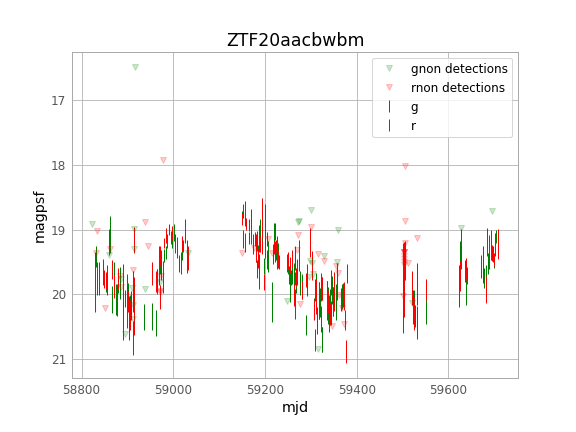 ZTF20aacbwbm
gnon detections
rnon detections
g
r
17
18
19
20
21
magpsf
58800
59000
59200
59400
59600
mjd